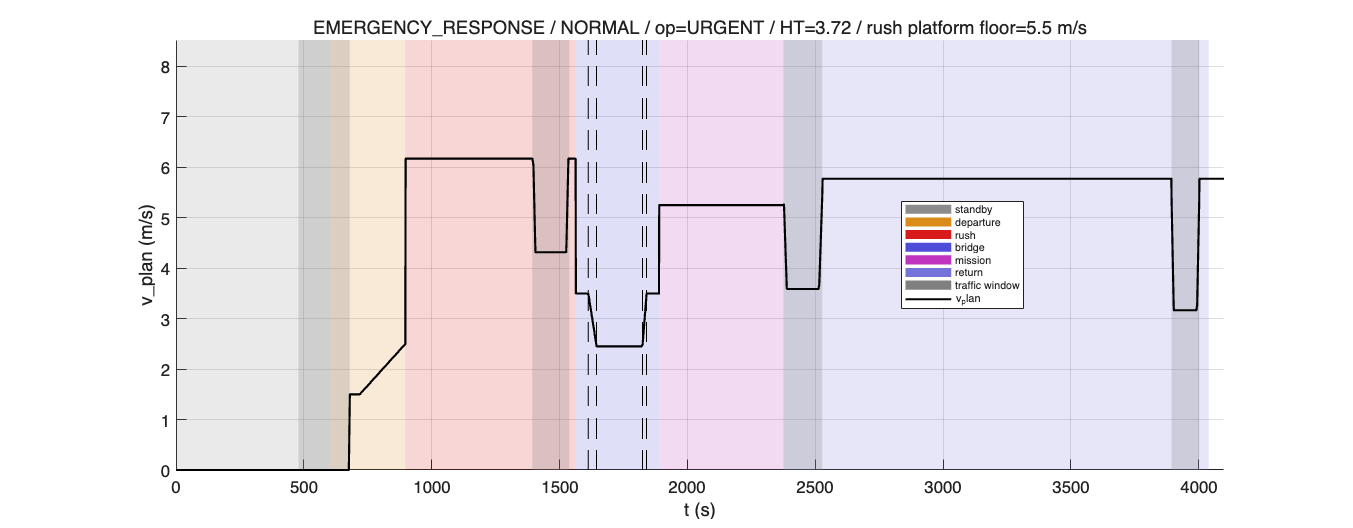 EMERGENCY_RESPONSE / NORMAL / op=URGENT / HT=3.72 / rush platform floor=5.5 m/s
8
7
6
5
4
3
2
1
0
v_plan (m/s)
standby
departure
rush
bridge
mission
return
traffic window
vₚlan
0 500 1000 1500 2000 2500 3000 3500 4000
t (s)